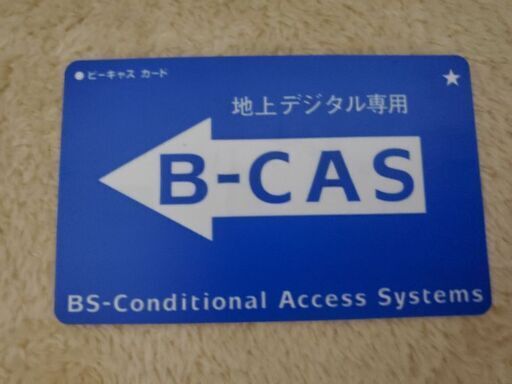 ●ビーキャス カード
★
地上デジタル専用
B-CAS
BS-Conditional Access Systems